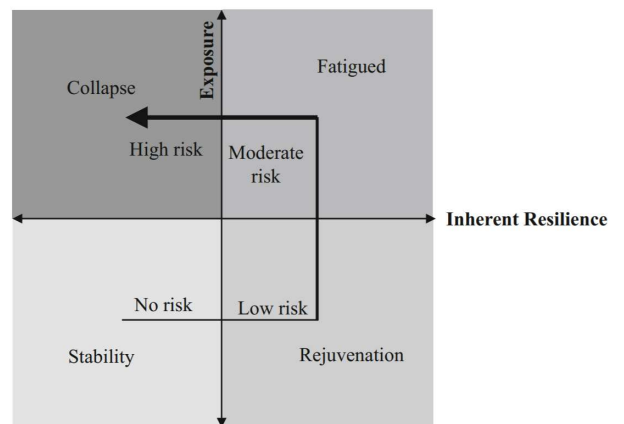 Exposure
Fatigued
Collapse
High risk
Moderate
risk
Inherent Resilience
No risk
Low risk
Stability
Rejuvenation